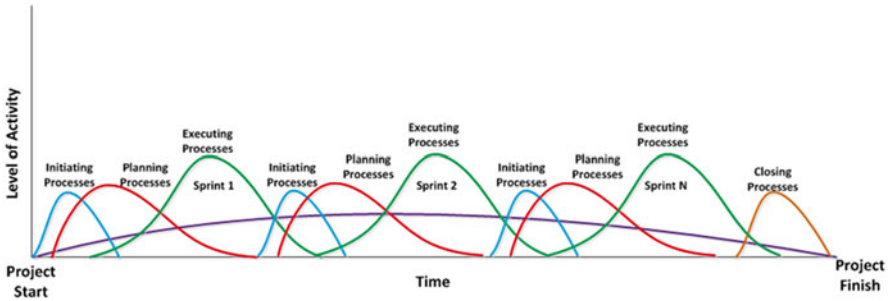 Level of Activity
Initiating
Processes
Planning
Processes
Executing
Processes
Sprint 1
Initiating
Processes
Planning
Processes
Executing
Processes
Sprint 2
Initiating
Processes
Planning
Processes
Executing
Processes
Sprint N
Closing
Processes
Project
Start
Time
Project
Finish